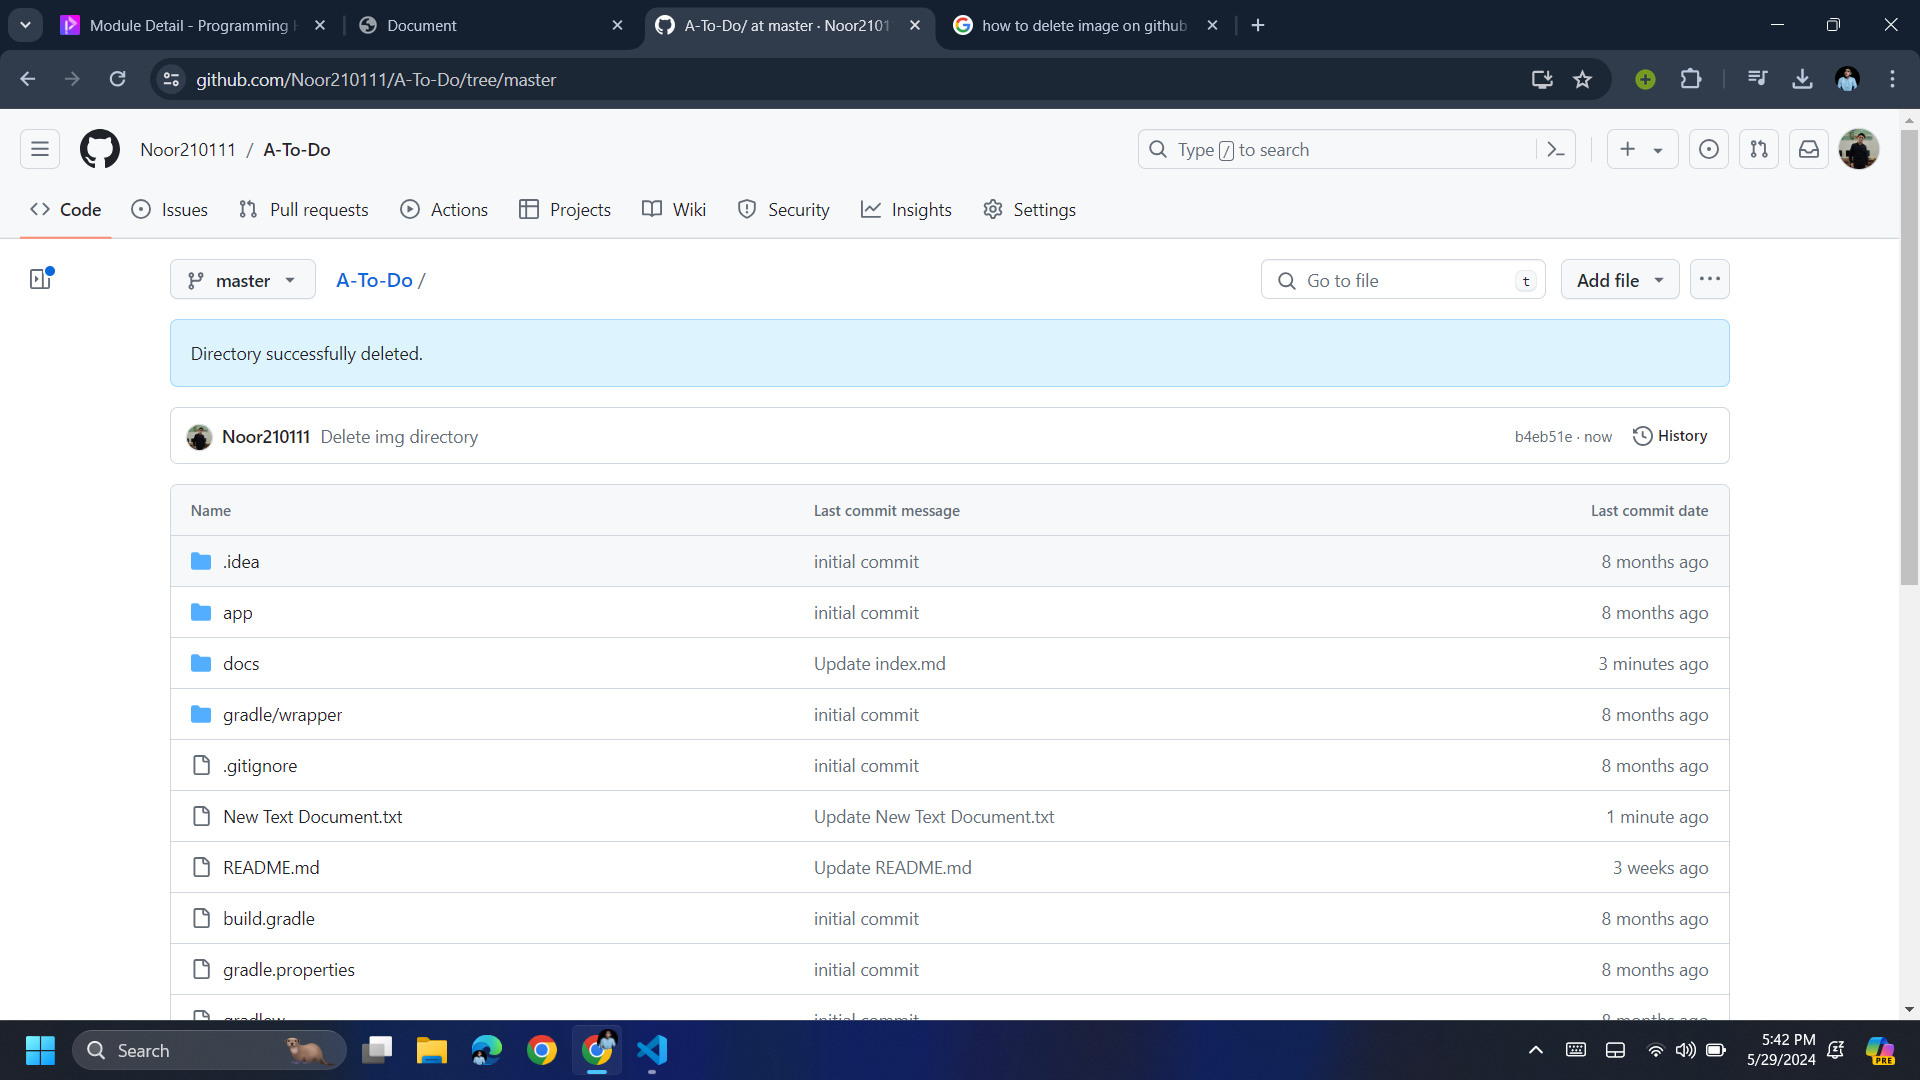 Module Detail - Programming H
Document
A-To-Do/ at master · Noor2101
how to delete image on github
github.com/Noor210111/A-To-Do/tree/master
Noor210111 / A-To-Do
Type / to search
Code
Issues
Pull requests
Actions
Projects
Wiki
Security
Insights
Settings
master
A-To-Do /
Go to file
t
Add file
Directory successfully deleted.
Noor210111 Delete img directory
b4eb51e · now
History
Name Last commit message Last commit date
.idea initial commit 8 months ago
app initial commit 8 months ago
docs Update index.md 3 minutes ago
gradle/wrapper initial commit 8 months ago
.gitignore initial commit 8 months ago
New Text Document.txt Update New Text Document.txt 1 minute ago
README.md Update README.md 3 weeks ago
build.gradle initial commit 8 months ago
gradle.properties initial commit 8 months ago
gradlew initial commit 8 months ago
Search
5:42 PM
5/29/2024
PRE